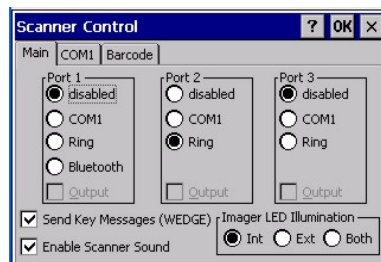 Scanner Control ? OK ×
Main COM1 Barcode
Port 1 Port 2 Port 3
disabled disabled disabled
COM1 COM1 COM1
Ring Ring Ring
Bluetooth
Output Output Output
Send Key Messages (WEDGE) Imager LED Illumination
Enable Scanner Sound Int Ext Both